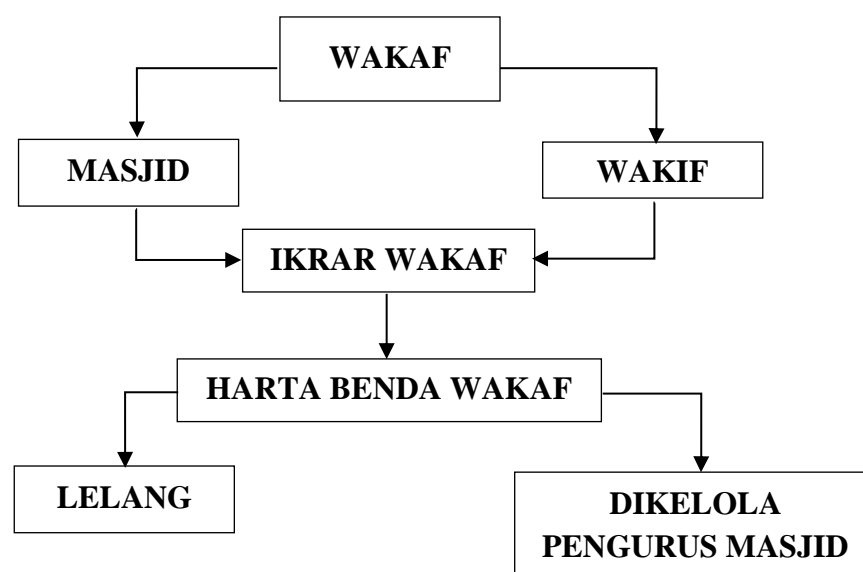 WAKAF
MASJID
WAKIF
IKRAR WAKAF
HARTA BENDA WAKAF
LELANG
DIKELOLA
PENGURUS MASJID